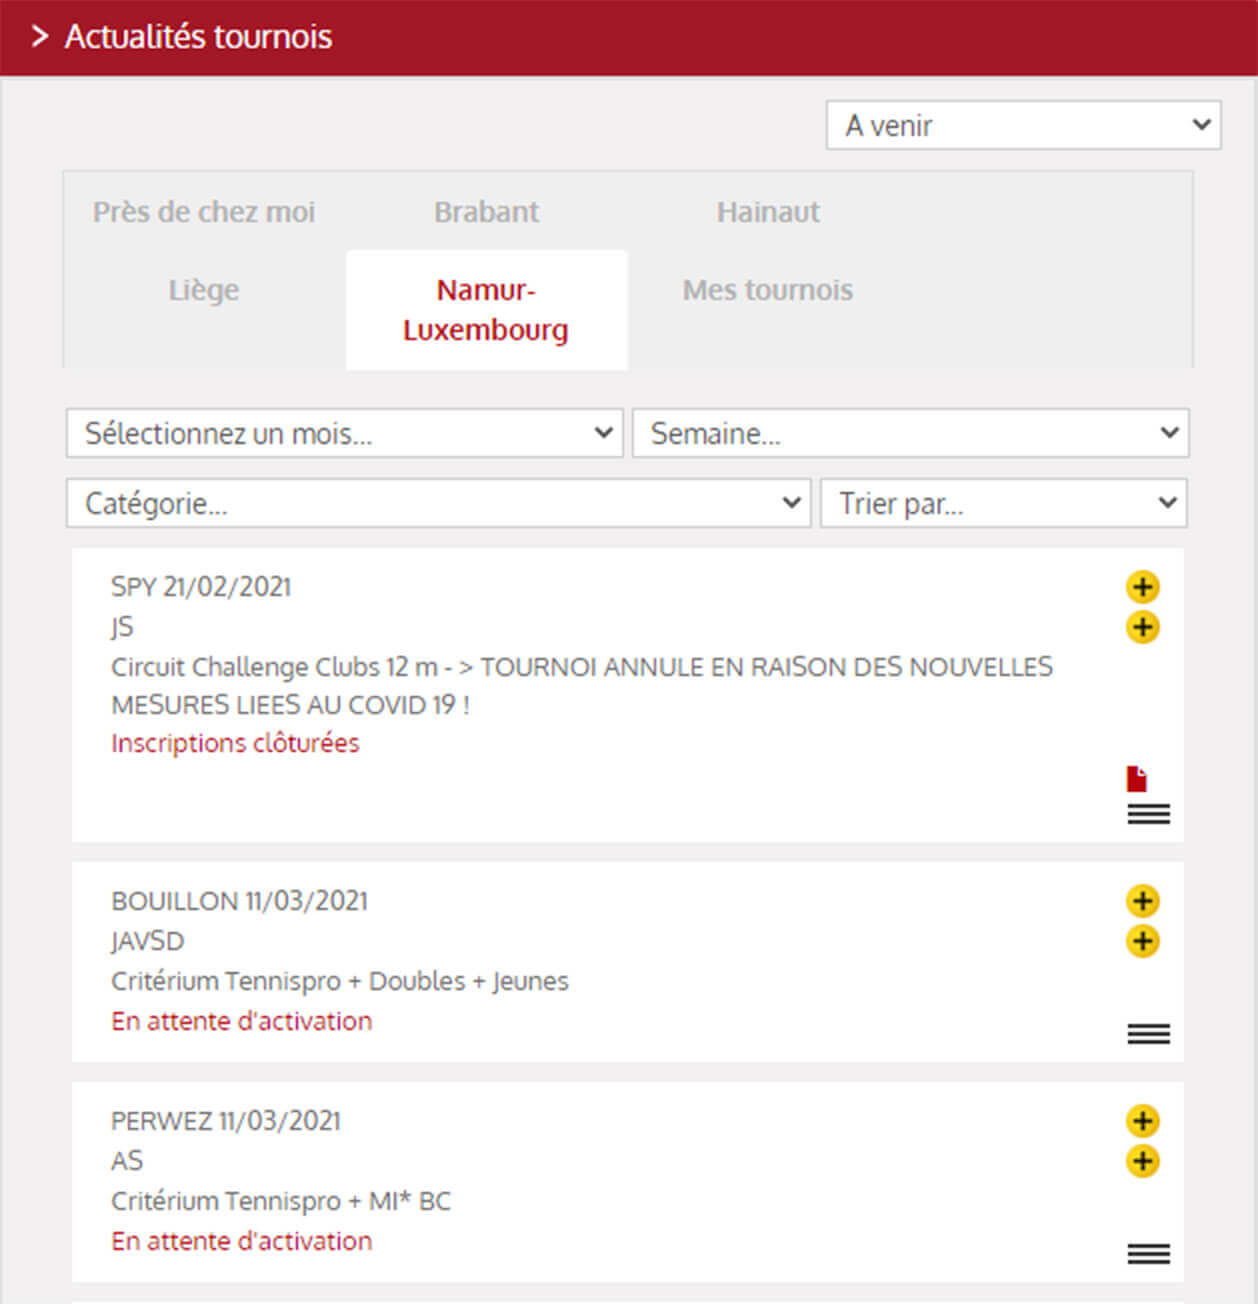 > Actualités tournois
A venir
Près de chez moi Brabant Hainaut
Liège Namur-
Luxembourg Mes tournois
Sélectionnez un mois... Semaine...
Catégorie... Trier par...
SPY 21/02/2021
JS
Circuit Challenge Clubs 12 m - > TOURNOI ANNULE EN RAISON DES NOUVELLES
MESURES LIEES AU COVID 19 !
Inscriptions clôturées
BOUILLON 11/03/2021
JAVSD
Critérium Tennispro + Doubles + Jeunes
En attente d'activation
PERWEZ 11/03/2021
AS
Critérium Tennispro + MI* BC
En attente d'activation